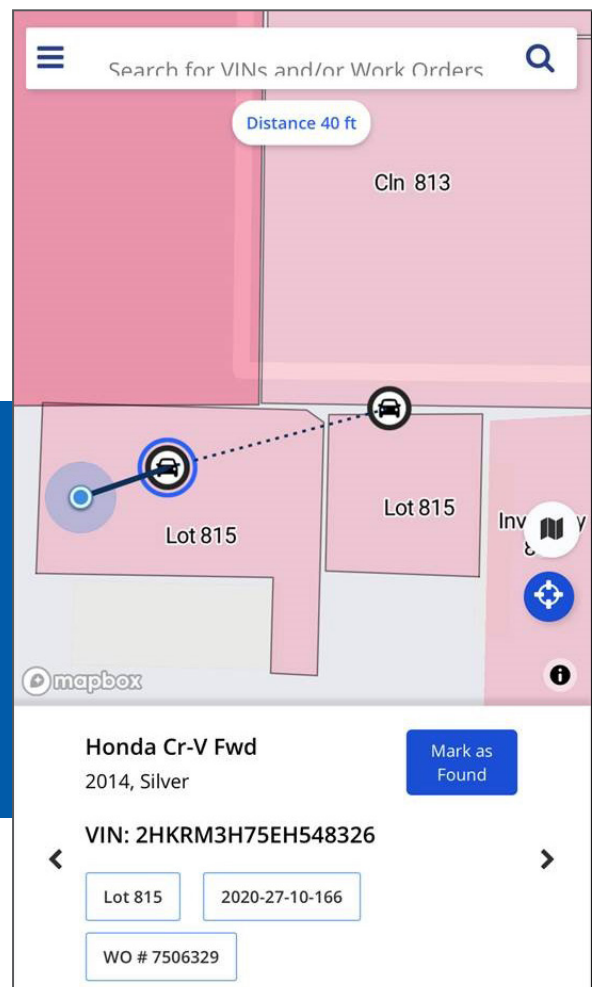 Search for VINs and/or Work Orders
Distance 40 ft
Cln 813
Lot 815
Lot 815
mapbox
Honda Cr-V Fwd
2014, Silver
Mark as
Found
VIN: 2HKRM3H75EH548326
Lot 815
2020-27-10-166
WO # 7506329